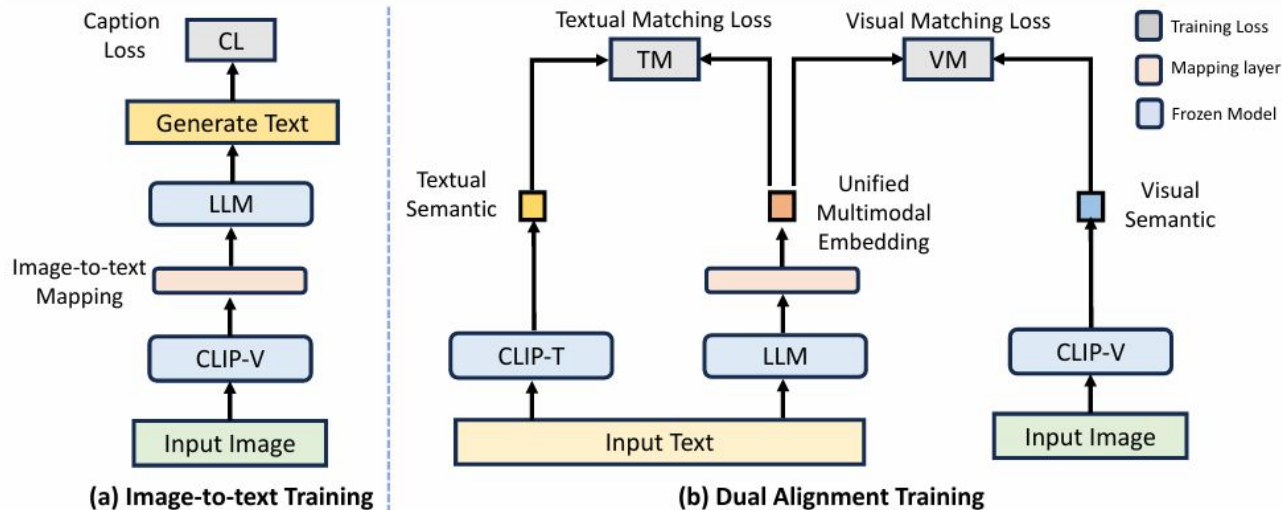 Caption
Loss
CL
Generate Text
LLM
Image-to-text
Mapping
CLIP-V
Input Image
(a) Image-to-text Training
Textual Matching Loss
Visual Matching Loss
TM
VM
Training Loss
Mapping layer
Frozen Model
Textual
Semantic
Unified
Multimodal
Embedding
Visual
Semantic
CLIP-T
LLM
CLIP-V
Input Text
Input Image
(b) Dual Alignment Training